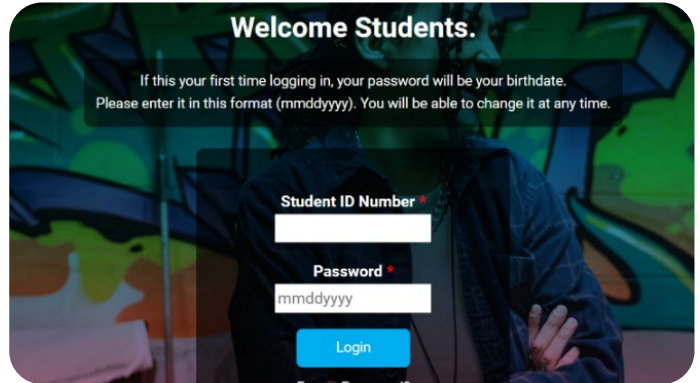 Welcome Students.
If this your first time logging in, your password will be your birthdate.
Please enter it in this format (mmddyyyy). You will be able to change it at any time.
Student ID Number *
Password *
mmddyyyy
Login